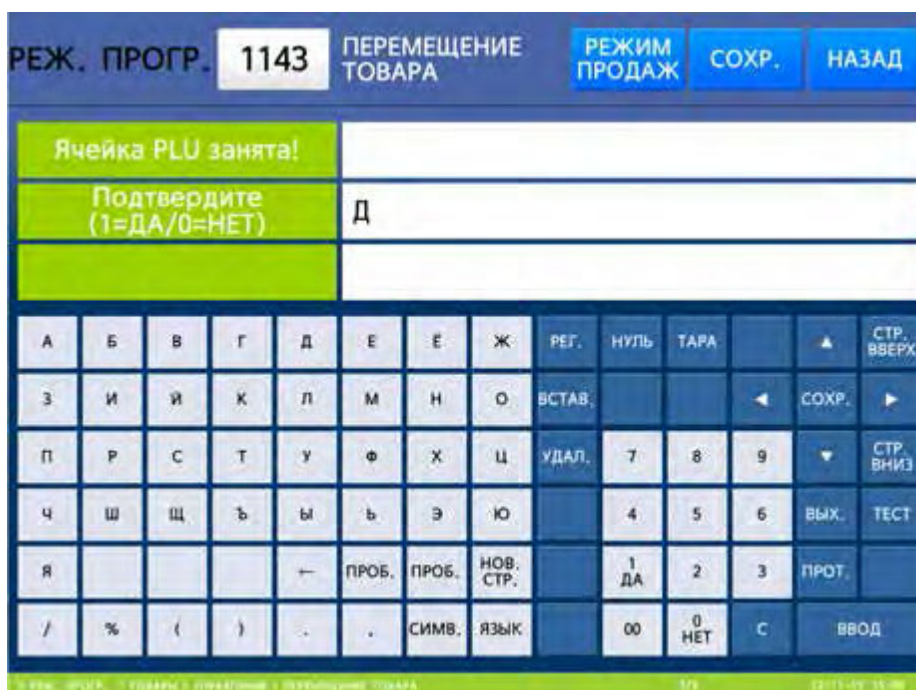 РЕЖ. ПРОГР. 1143 ПЕРЕМЕЩЕНИЕ ТОВАРА РЕЖИМ ПРОДАЖ СОХР. НАЗАД
Ячейка PLU занята!
Подтвердите
(1=ДА/0=НЕТ) Д
А Б В Г Д Е Ё Ж РЕГ. НУЛЬ ТАРА ▲ СТР. ВВЕРХ
З И Й К Л М Н О ВСТАВ. ◀ СОХР. ▶
П Р С Т У Ф Х Ц УДАЛ. 7 8 9 ▼ СТР. ВНИЗ
Ч Ш Щ Ъ Ы Ь Э Ю 4 5 6 ВЫХ. ТЕСТ
Я ← ПРОБ. ПРОБ. НОВ. СТР. 1 ДА 2 3 ПРОТ.
/ % ( ) . , СИМВ. ЯЗЫК 00 0 НЕТ С ВВОД